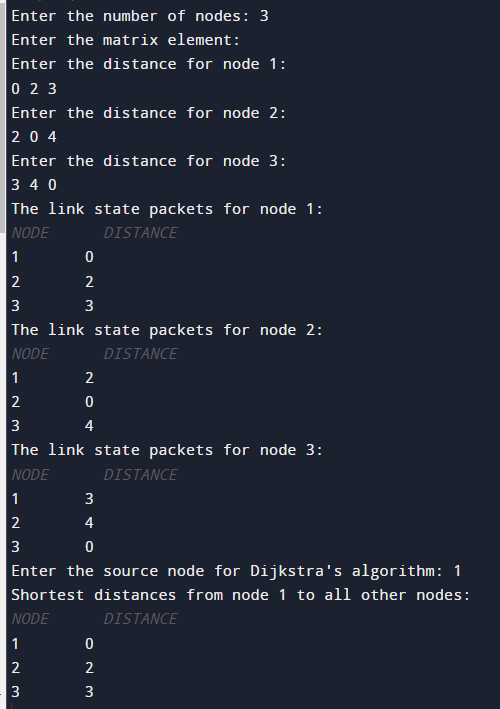 Enter the number of nodes: 3
Enter the matrix element:
Enter the distance for node 1:
0 2 3
Enter the distance for node 2:
2 0 4
Enter the distance for node 3:
3 4 0
The link state packets for node 1:
NODE DISTANCE
1 0
2 2
3 3
The link state packets for node 2:
NODE DISTANCE
1 2
2 0
3 4
The link state packets for node 3:
NODE DISTANCE
1 3
2 4
3 0
Enter the source node for Dijkstra's algorithm: 1
Shortest distances from node 1 to all other nodes:
NODE DISTANCE
1 0
2 2
3 3